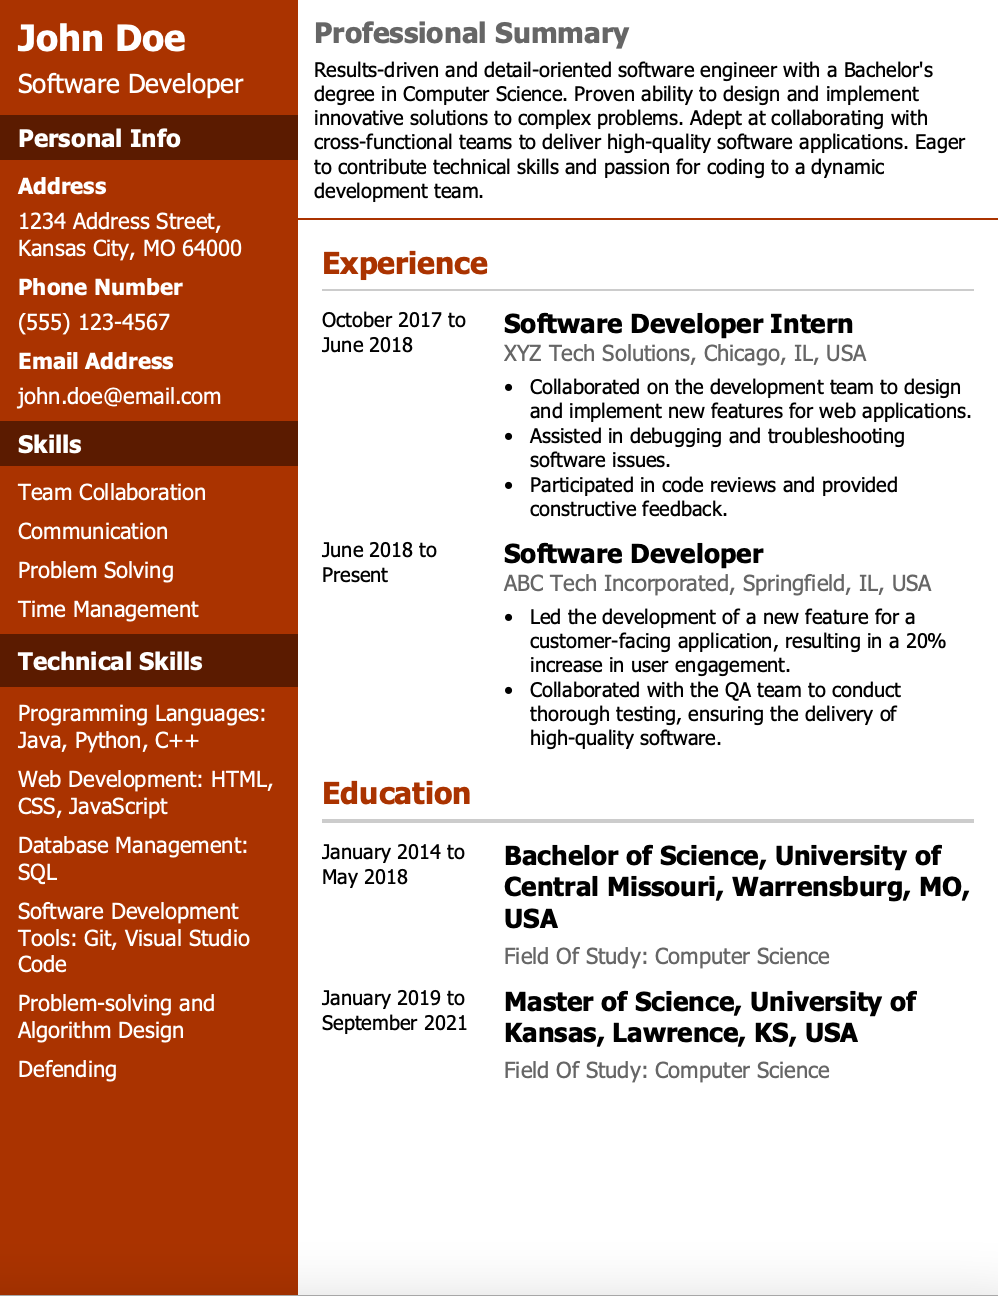 John Doe
Software Developer
Personal Info
Address
1234 Address Street,
Kansas City, MO 64000
Phone Number
(555) 123-4567
Email Address
john.doe@email.com
Skills
Team Collaboration
Communication
Problem Solving
Time Management
Technical Skills
Programming Languages:
Java, Python, C++
Web Development: HTML,
CSS, JavaScript
Database Management:
SQL
Software Development
Tools: Git, Visual Studio
Code
Problem-solving and
Algorithm Design
Defending
Professional Summary
Results-driven and detail-oriented software engineer with a Bachelor's
degree in Computer Science. Proven ability to design and implement
innovative solutions to complex problems. Adept at collaborating with
cross-functional teams to deliver high-quality software applications. Eager
to contribute technical skills and passion for coding to a dynamic
development team.
Experience
October 2017 to
June 2018
Software Developer Intern
XYZ Tech Solutions, Chicago, IL, USA
• Collaborated on the development team to design
and implement new features for web applications.
• Assisted in debugging and troubleshooting
software issues.
• Participated in code reviews and provided
constructive feedback.
June 2018 to
Present
Software Developer
ABC Tech Incorporated, Springfield, IL, USA
• Led the development of a new feature for a
customer-facing application, resulting in a 20%
increase in user engagement.
• Collaborated with the QA team to conduct
thorough testing, ensuring the delivery of
high-quality software.
Education
January 2014 to
May 2018
Bachelor of Science, University of
Central Missouri, Warrensburg, MO,
USA
Field Of Study: Computer Science
January 2019 to
September 2021
Master of Science, University of
Kansas, Lawrence, KS, USA
Field Of Study: Computer Science